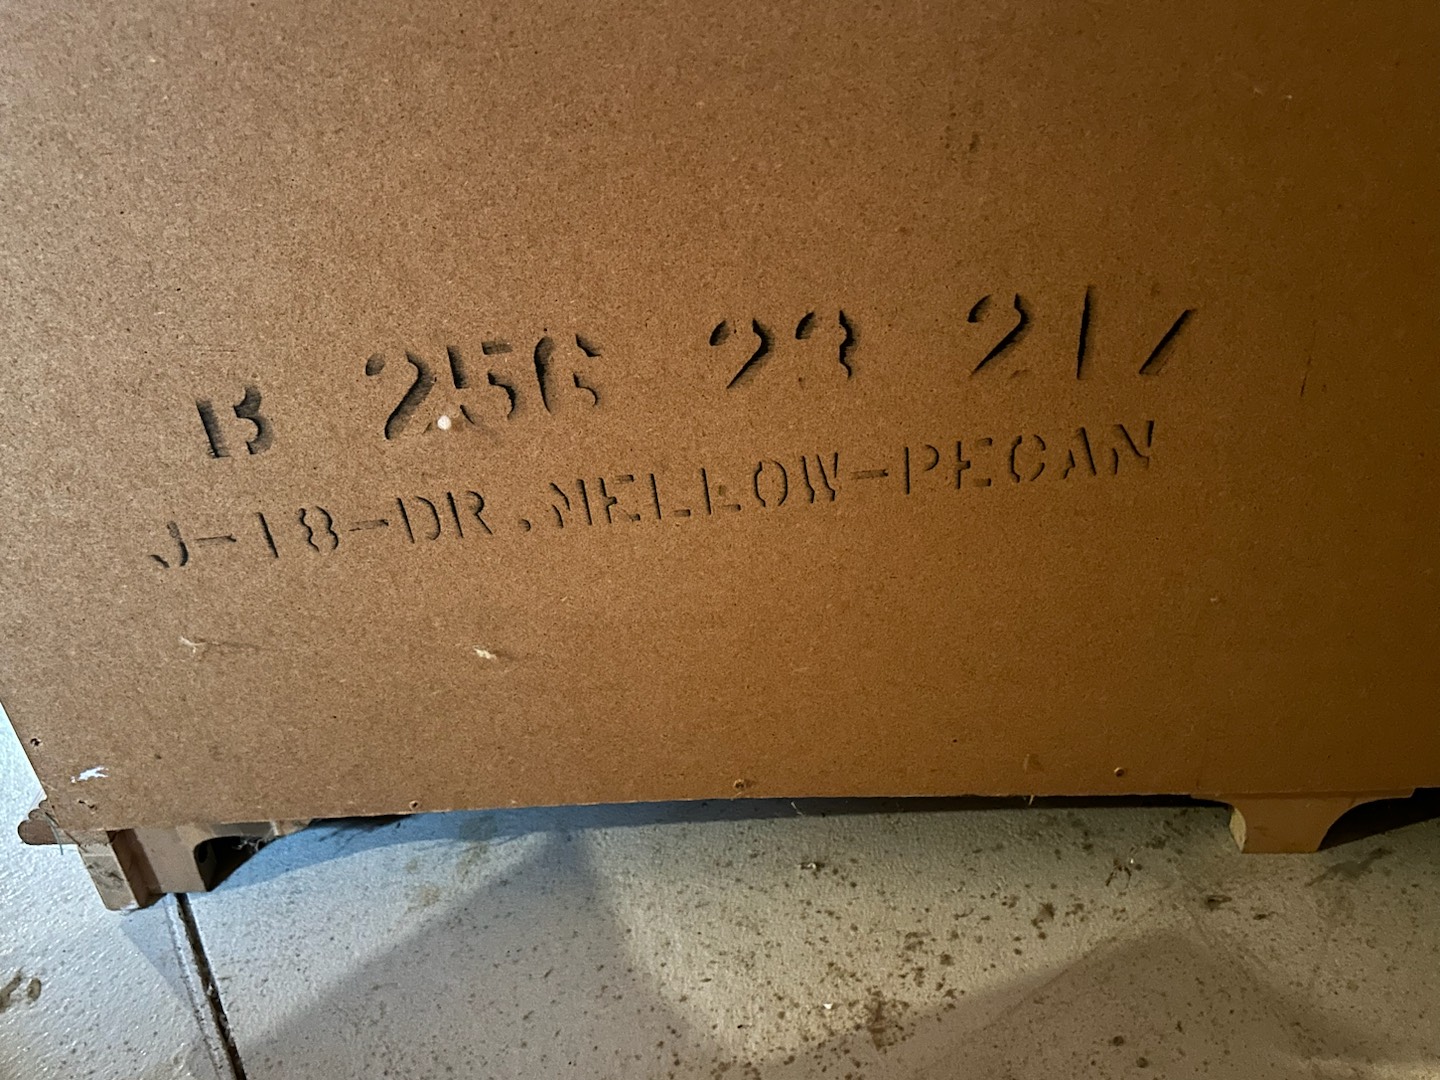 B 256 23 217
J-18-DR.MELLOW-PECAN